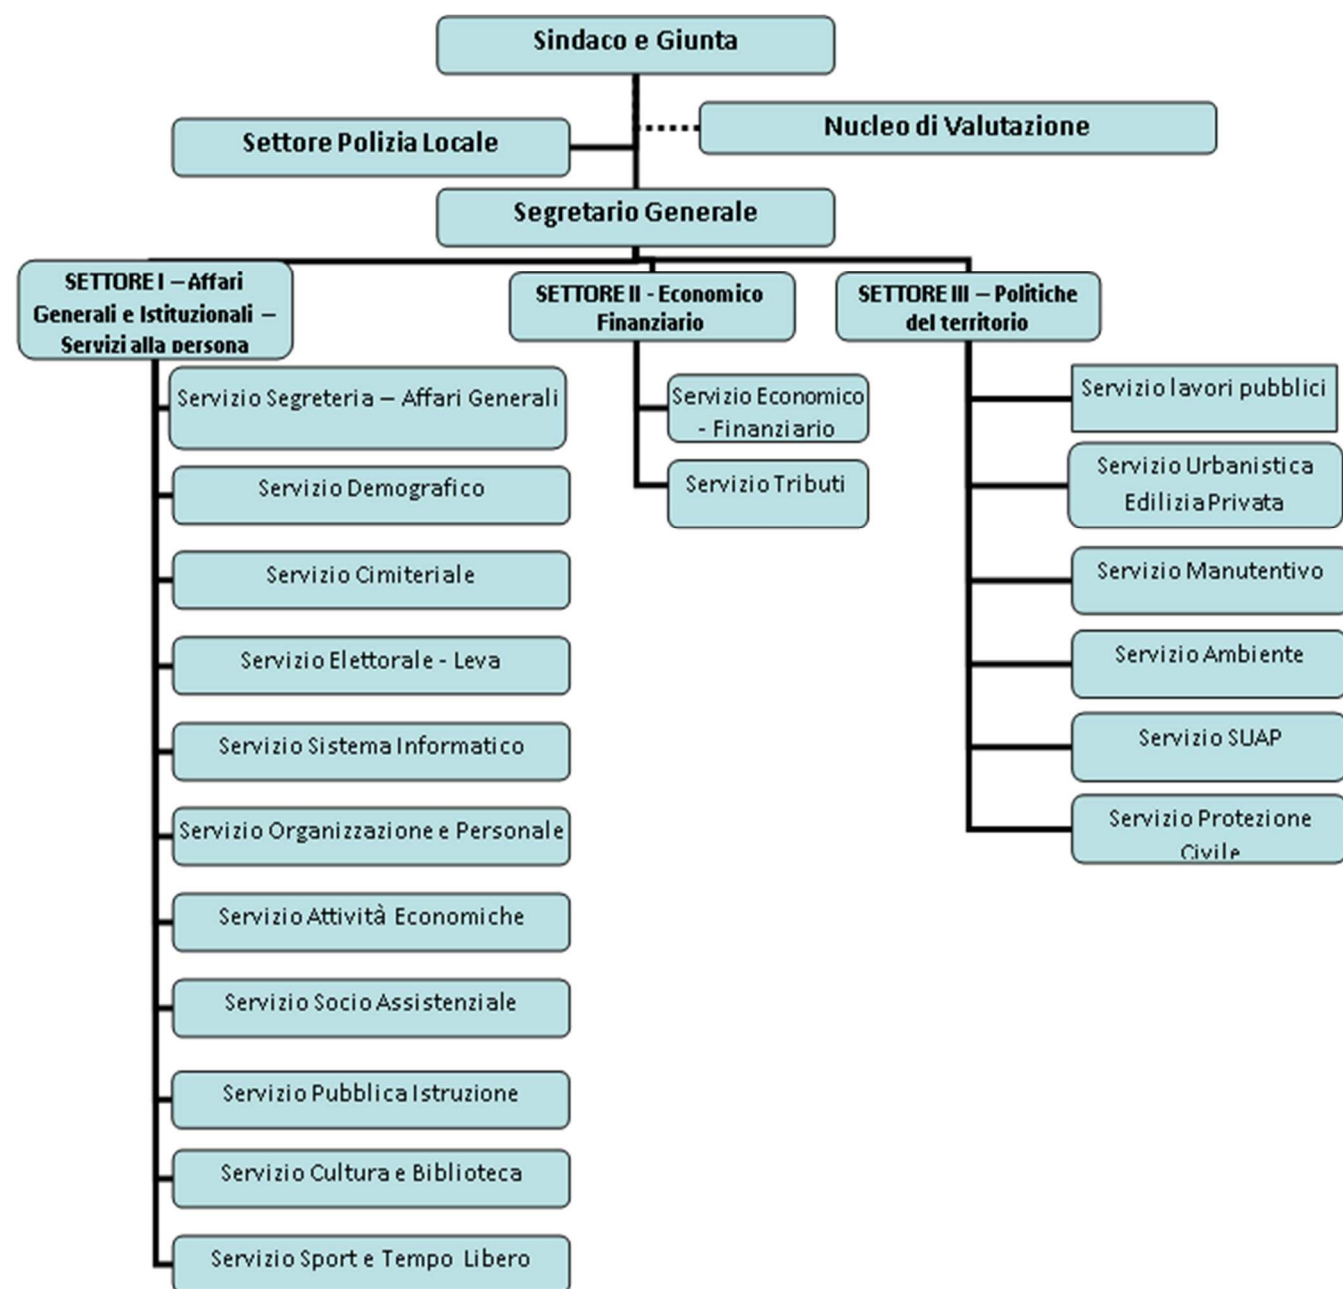 Sindaco e Giunta
Nucleo di Valutazione
Settore Polizia Locale
Segretario Generale
SETTORE I – Affari
Generali e Istituzionali –
Servizi alla persona
SETTORE II - Economico
Finanziario
SETTORE III – Politiche
del territorio
Servizio Segreteria – Affari Generali
Servizio Demografico
Servizio Cimiteriale
Servizio Elettorale - Leva
Servizio Sistema Informatico
Servizio Organizzazione e Personale
Servizio Attività Economiche
Servizio Socio Assistenziale
Servizio Pubblica Istruzione
Servizio Cultura e Biblioteca
Servizio Sport e Tempo Libero
Servizio Economico
- Finanziario
Servizio Tributi
Servizio lavori pubblici
Servizio Urbanistica
Edilizia Privata
Servizio Manutentivo
Servizio Ambiente
Servizio SUAP
Servizio Protezione
Civile